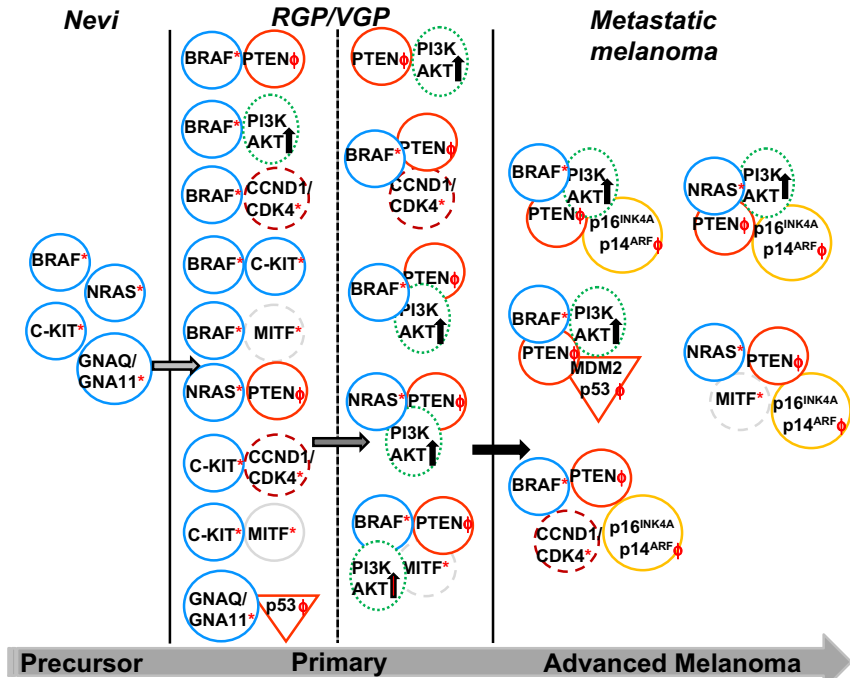 Nevi
RGP/VGP
Metastatic
melanoma
BRAF*
NRAS*
C-KIT*
GNAQ/
GNA11*
BRAF*
PTENϕ
BRAF*
PI3K
AKT
BRAF*
CCND1/
CDK4*
BRAF*
C-KIT*
BRAF*
MITF*
NRAS*
PTENϕ
C-KIT*
CCND1/
CDK4*
C-KIT*
MITF*
GNAQ/
GNA11*
p53ϕ
PTENϕ
PI3K
AKT
BRAF*
PTENϕ
CCND1/
CDK4*
BRAF*
PTENϕ
PI3K
AKT
NRAS*
PTENϕ
PI3K
AKT
BRAF*
PTENϕ
PI3K
AKT
MITF*
BRAF*
PI3K
AKT
PTENϕ
p16INK4A
p14ARFϕ
NRAS*
PI3K
AKT
PTENϕ
p16INK4A
p14ARFϕ
BRAF*
PI3K
AKT
PTENϕ
MDM2
p53 ϕ
NRAS*
PTENϕ
MITF*
p16INK4A
p14ARFϕ
BRAF*
PTENϕ
CCND1/
CDK4*
p16INK4A
p14ARFϕ
Precursor
Primary
Advanced Melanoma